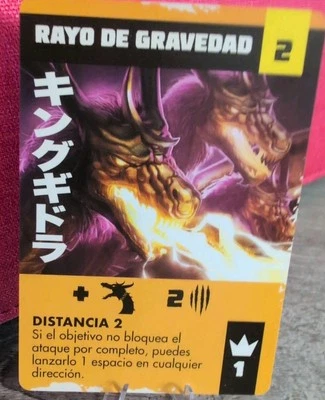 RAYO DE GRAVEDAD
2
キングギドラ
+ 2
DISTANCIA 2
Si el objetivo no bloquea el
ataque por completo, puedes
lanzarlo 1 espacio en cualquier
dirección.
1